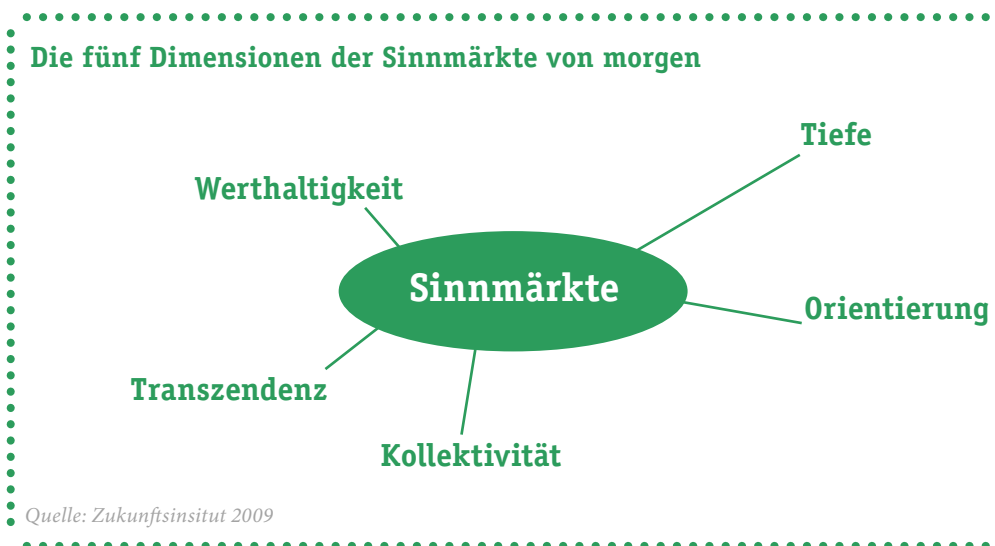 Die fünf Dimensionen der Sinnmärkte von morgen
Tiefe
Werthaltigkeit
Sinnmärkte
Orientierung
Transzendenz
Kollektivität
Quelle: Zukunftsinsitut 2009